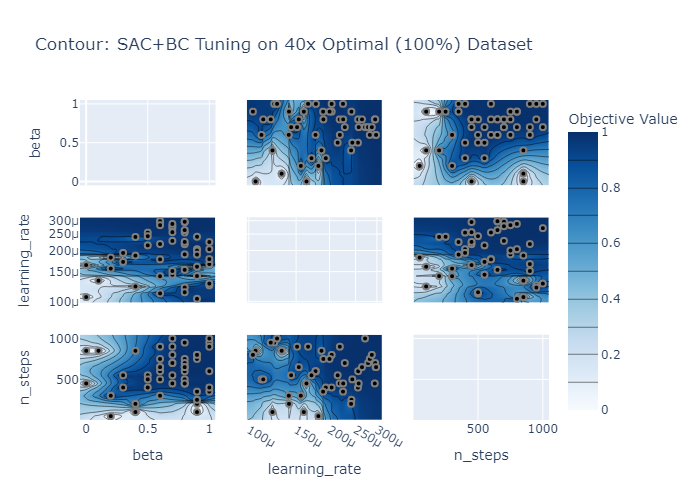 Contour: SAC+BC Tuning on 40x Optimal (100%) Dataset
Objective Value
1
0.8
0.6
0.4
0.2
0
beta
1
0.5
0
learning_rate
300μ
250μ
200μ
150μ
100μ
n_steps
1000
500
0 0.5 1
beta
100μ 150μ 200μ 250μ 300μ
learning_rate
500 1000
n_steps